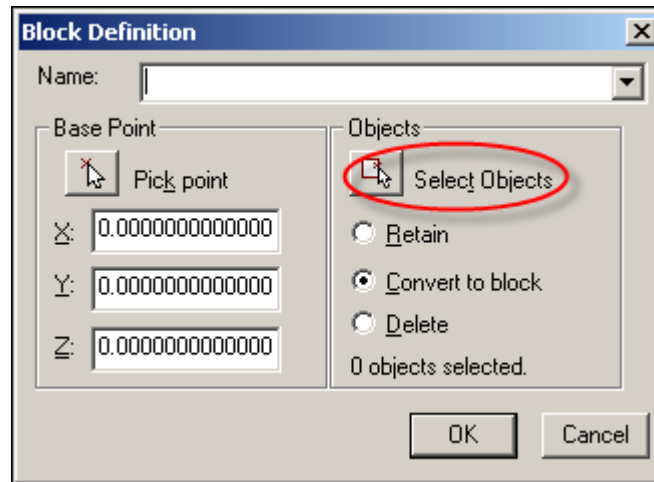 Block Definition
Name:
Base Point
Pick point
X: 0.0000000000000
Y: 0.0000000000000
Z: 0.0000000000000
Objects
Select Objects
Retain
Convert to block
Delete
0 objects selected.
OK
Cancel